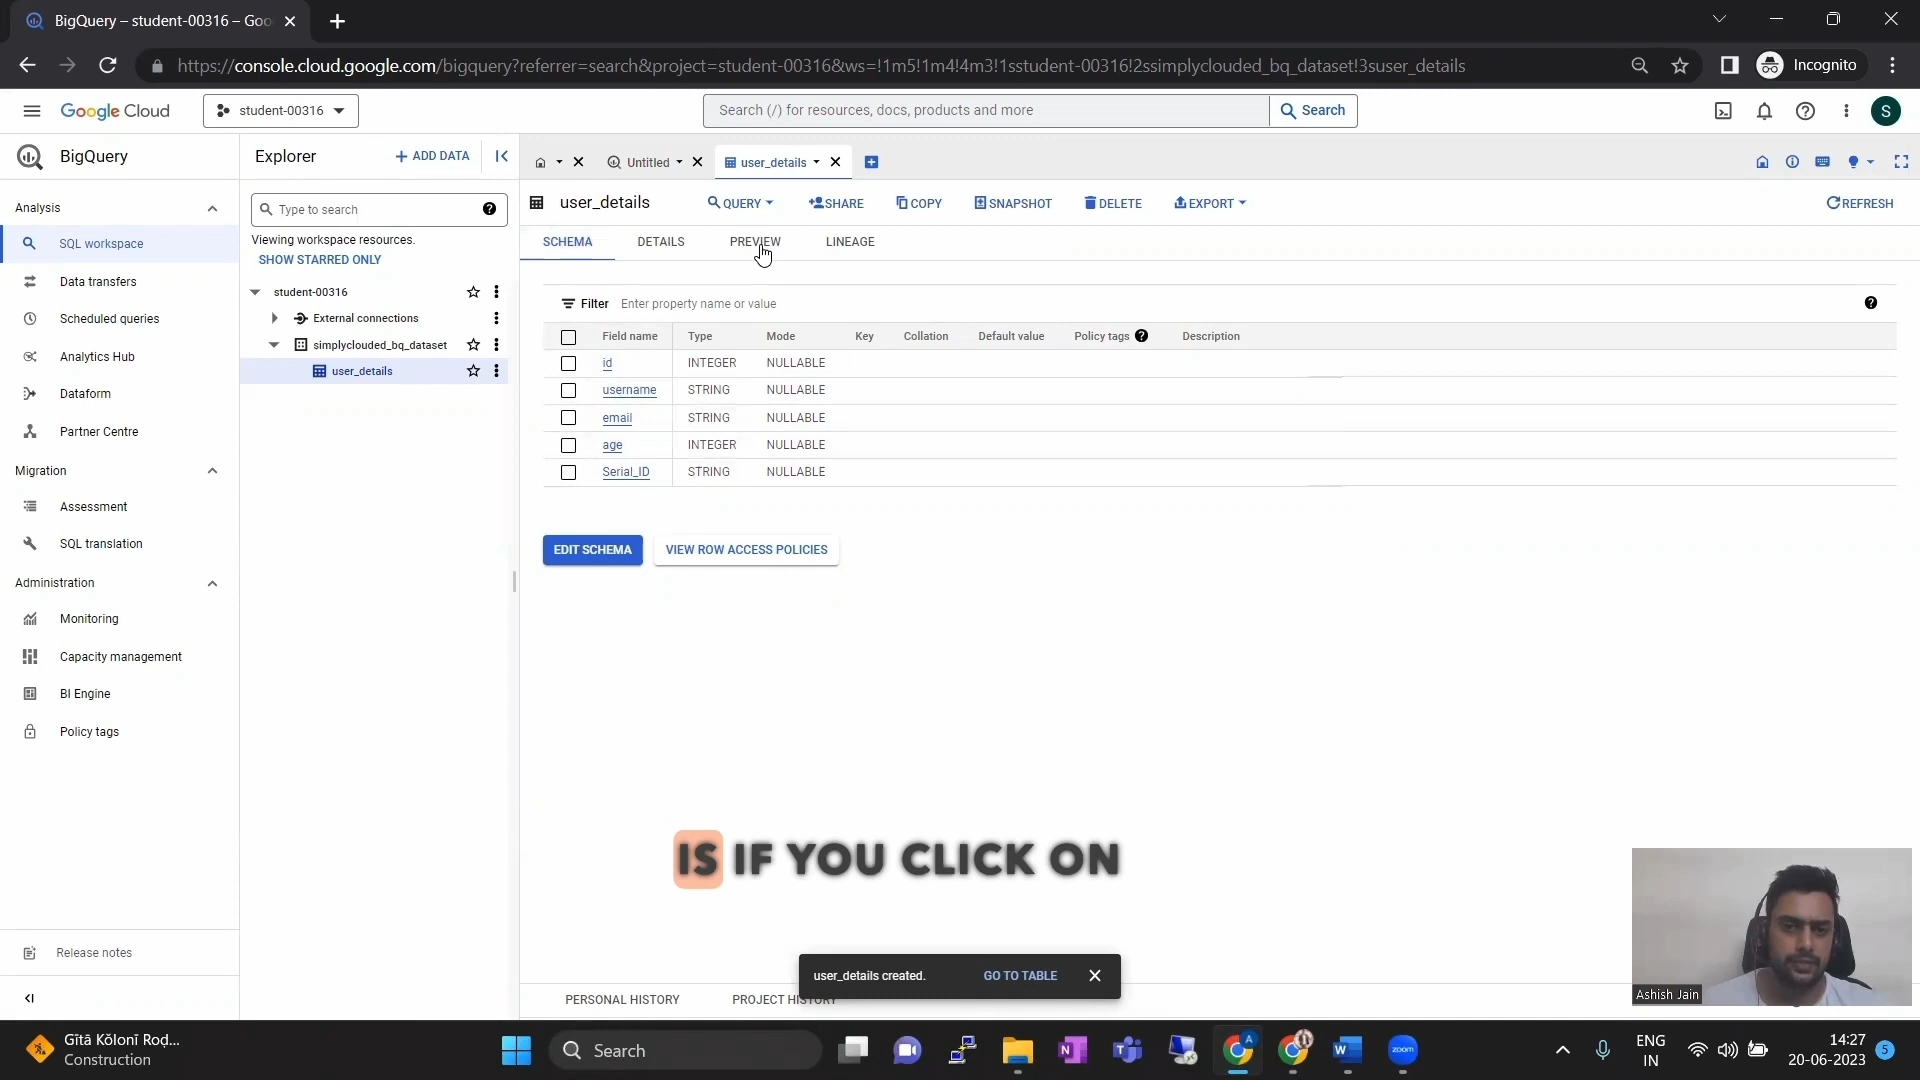 BigQuery – student-00316 – Goo
https://console.cloud.google.com/bigquery?referrer=search&project=student-00316&ws=!1m5!1m4!4m3!1sstudent-00316!2ssimplyclouded_bq_dataset!3suser_details
Incognito
Google Cloud
student-00316
Search (/) for resources, docs, products and more
Search
S
BigQuery
Analysis
SQL workspace
Data transfers
Scheduled queries
Analytics Hub
Dataform
Partner Centre
Migration
Assessment
SQL translation
Administration
Monitoring
Capacity management
BI Engine
Policy tags
Release notes
Explorer
+ ADD DATA
Type to search
Viewing workspace resources.
SHOW STARRED ONLY
student-00316
External connections
simplyclouded_bq_dataset
user_details
Untitled
user_details
user_details
QUERY
SHARE
COPY
SNAPSHOT
DELETE
EXPORT
REFRESH
SCHEMA DETAILS PREVIEW LINEAGE
Filter Enter property name or value
Field name Type Mode Key Collation Default value Policy tags Description
id INTEGER NULLABLE
username STRING NULLABLE
email STRING NULLABLE
age INTEGER NULLABLE
Serial_ID STRING NULLABLE
EDIT SCHEMA
VIEW ROW ACCESS POLICIES
IS IF YOU CLICK ON
Ashish Jain
user_details created. GO TO TABLE
PERSONAL HISTORY PROJECT HISTORY
Gītā Kŏlonī Roḍ...
Construction
Search
zoom
ENG
IN
14:27
20-06-2023
5